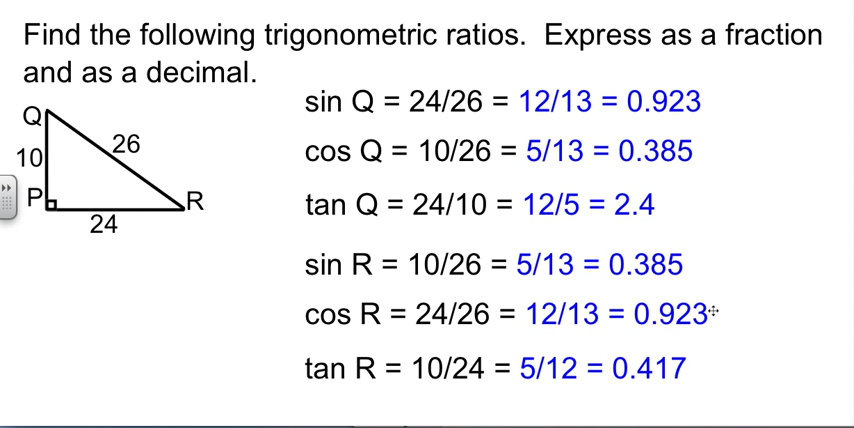 Find the following trigonometric ratios. Express as a fraction
and as a decimal.
Q
10
26
P
R
24
sin Q = 24/26 = 12/13 = 0.923
cos Q = 10/26 = 5/13 = 0.385
tan Q = 24/10 = 12/5 = 2.4
sin R = 10/26 = 5/13 = 0.385
cos R = 24/26 = 12/13 = 0.923
tan R = 10/24 = 5/12 = 0.417